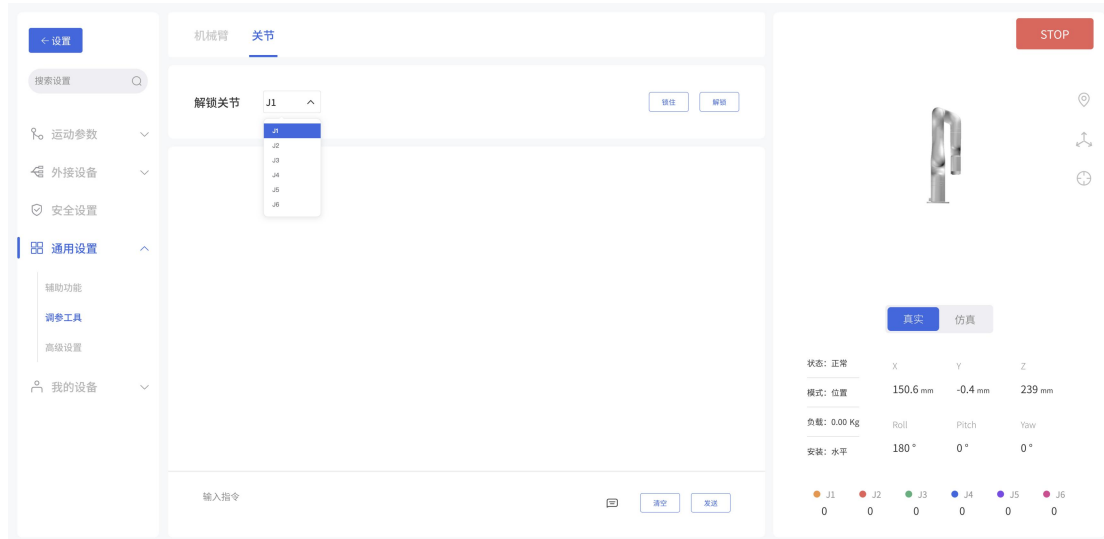 ←设置
搜索设置
运动参数
外接设备
安全设置
通用设置
辅助功能
调参工具
高级设置
我的设备
机械臂 关节
解锁关节 J1 锁住 解锁
J1
J2
J3
J4
J5
J6
输入指令 清空 发送
STOP
真实 仿真
状态：正常
模式：位置
负载：0.00 Kg
安装：水平
X Y Z
150.6 mm -0.4 mm 239 mm
Roll Pitch Yaw
180 ° 0 ° 0 °
J1 J2 J3 J4 J5 J6
0 0 0 0 0 0